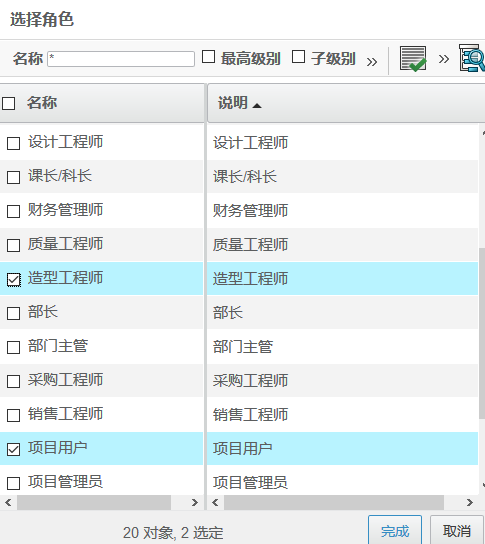 选择角色
名称 * 最高级别 子级别 » »
名称 说明
设计工程师 设计工程师
课长/科长 课长/科长
财务管理师 财务管理师
质量工程师 质量工程师
造型工程师 造型工程师
部长 部长
部门主管 部门主管
采购工程师 采购工程师
销售工程师 销售工程师
项目用户 项目用户
项目管理员 项目管理员
20 对象, 2 选定 完成 取消